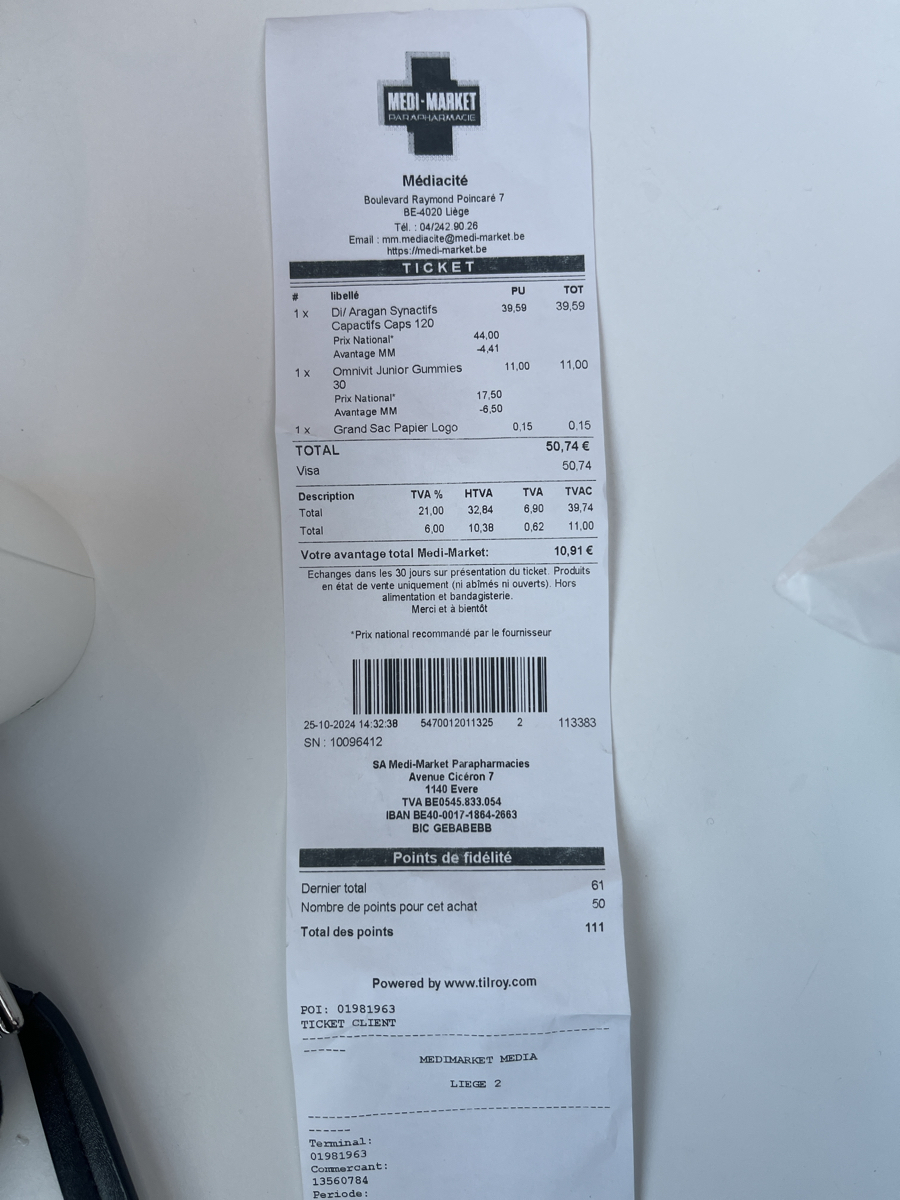 MEDI-MARKET
PARAPHARMACIE
Médiacité
Boulevard Raymond Poincaré 7
BE-4020 Liège
Tél. : 04/242.90.26
Email : mm.mediacite@medi-market.be
https://medi-market.be
TICKET
# libellé PU TOT
1 x Di/ Aragan Synactifs 39,59 39,59
Capactifs Caps 120
Prix National* 44,00
Avantage MM -4,41
1 x Omnivit Junior Gummies 11,00 11,00
30
Prix National* 17,50
Avantage MM -6,50
1 x Grand Sac Papier Logo 0,15 0,15
TOTAL 50,74 €
Visa 50,74
Description TVA % HTVA TVA TVAC
Total 21,00 32,84 6,90 39,74
Total 6,00 10,38 0,62 11,00
Votre avantage total Medi-Market: 10,91 €
Echanges dans les 30 jours sur présentation du ticket. Produits
en état de vente uniquement (ni abîmés ni ouverts). Hors
alimentation et bandagisterie.
Merci et à bientôt
*Prix national recommandé par le fournisseur
25-10-2024 14:32:38 5470012011325 2 113383
SN : 10096412
SA Medi-Market Parapharmacies
Avenue Cicéron 7
1140 Evere
TVA BE0545.833.054
IBAN BE40-0017-1864-2663
BIC GEBABEBB
Points de fidélité
Dernier total 61
Nombre de points pour cet achat 50
Total des points 111
Powered by www.tilroy.com
POI: 01981963
TICKET CLIENT
MEDIMARKET MEDIA
LIEGE 2
Terminal:
01981963
Commercant:
13560784
Periode: